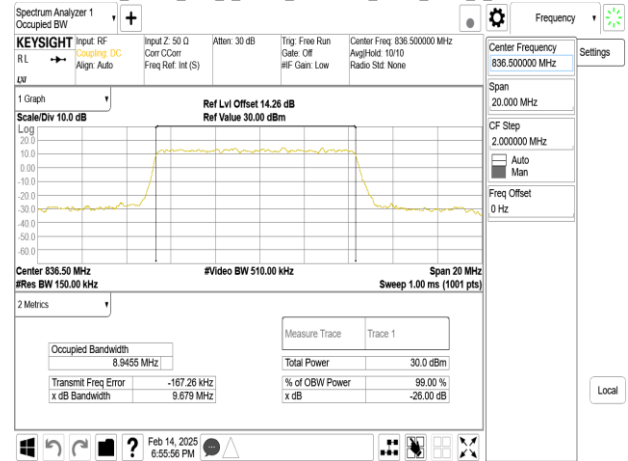 Spectrum Analyzer 1
Occupied BW
Frequency
KEYSIGHT
Input: RF
Coupling: DC
Align: Auto
Input Z: 50 Ω
Corr CCorr
Freq Ref: Int (S)
Atten: 30 dB
Trig: Free Run
Gate: Off
#IF Gain: Low
Center Freq: 836.500000 MHz
Avg|Hold: 10/10
Radio Std: None
RL
LXI
Center Frequency
836.500000 MHz
Settings
Span
20.000 MHz
CF Step
2.000000 MHz
Auto
Man
Freq Offset
0 Hz
1 Graph
Scale/Div 10.0 dB
Ref Lvl Offset 14.26 dB
Ref Value 30.00 dBm
Log
20.0
10.0
0.00
-10.0
-20.0
-30.0
-40.0
-50.0
-60.0
Center 836.50 MHz
#Video BW 510.00 kHz
Span 20 MHz
#Res BW 150.00 kHz
Sweep 1.00 ms (1001 pts)
2 Metrics
Measure Trace Trace 1
Occupied Bandwidth
8.9455 MHz
Total Power 30.0 dBm
Transmit Freq Error -167.26 kHz
% of OBW Power 99.00 %
x dB Bandwidth 9.679 MHz
x dB -26.00 dB
Local
?
Feb 14, 2025
6:55:56 PM